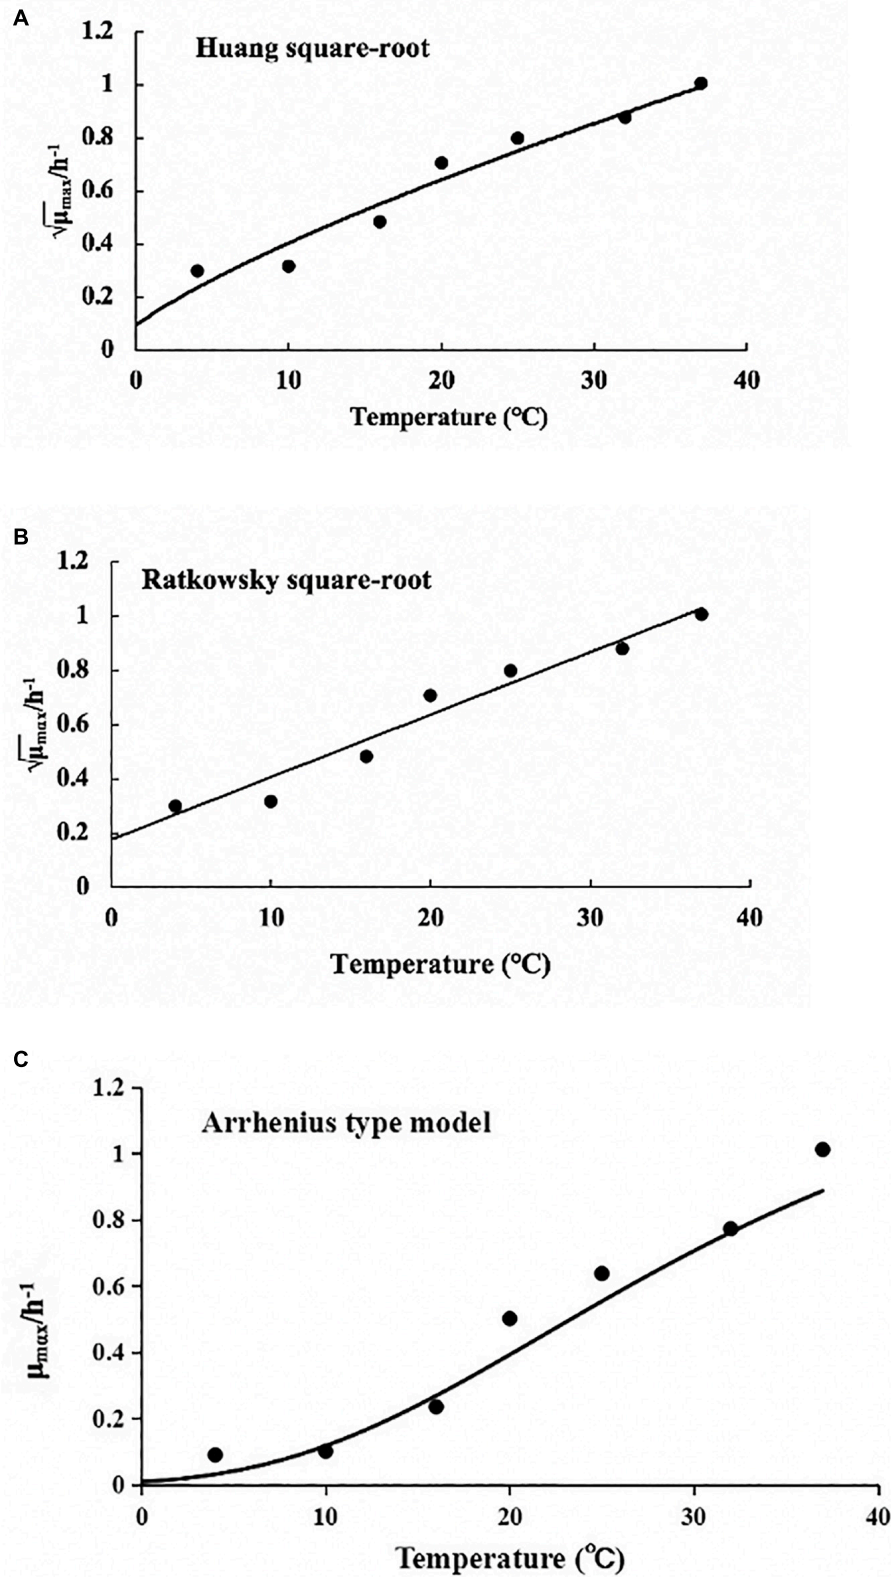 A
Huang square-root
1.2
1
0.8
0.6
0.4
0.2
0
√μmax/h-1
0 10 20 30 40
Temperature (°C)
B
Ratkowsky square-root
1.2
1
0.8
0.6
0.4
0.2
0
√μmax/h-1
0 10 20 30 40
Temperature (°C)
C
Arrhenius type model
1.2
1
0.8
0.6
0.4
0.2
0
μmax/h-1
0 10 20 30 40
Temperature (°C)